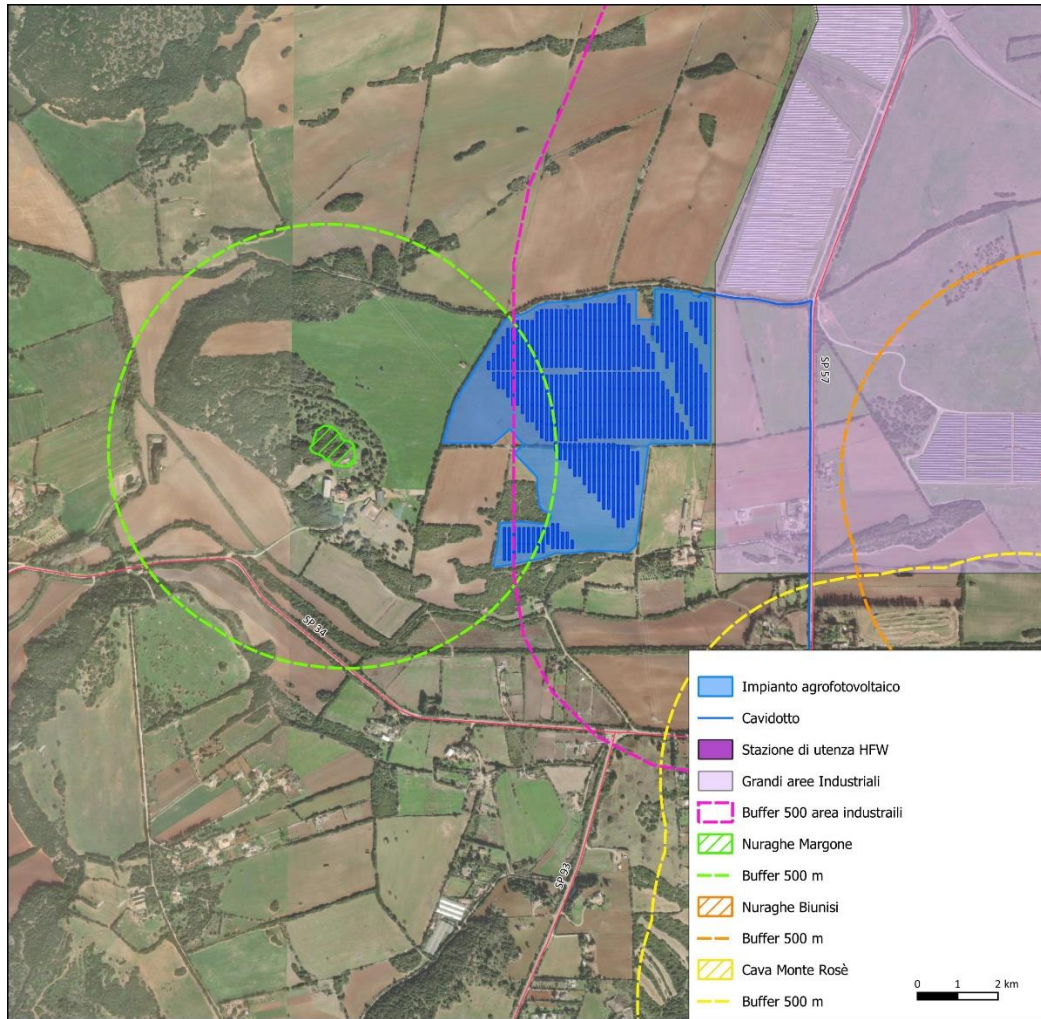 SP 57
SP 34
SP 93
Impianto agrofotovoltaico
Cavidotto
Stazione di utenza HFW
Grandi aree Industriali
Buffer 500 area industraili
Nuraghe Margone
Buffer 500 m
Nuraghe Biunisi
Buffer 500 m
Cava Monte Rosè
Buffer 500 m
0 1 2 km